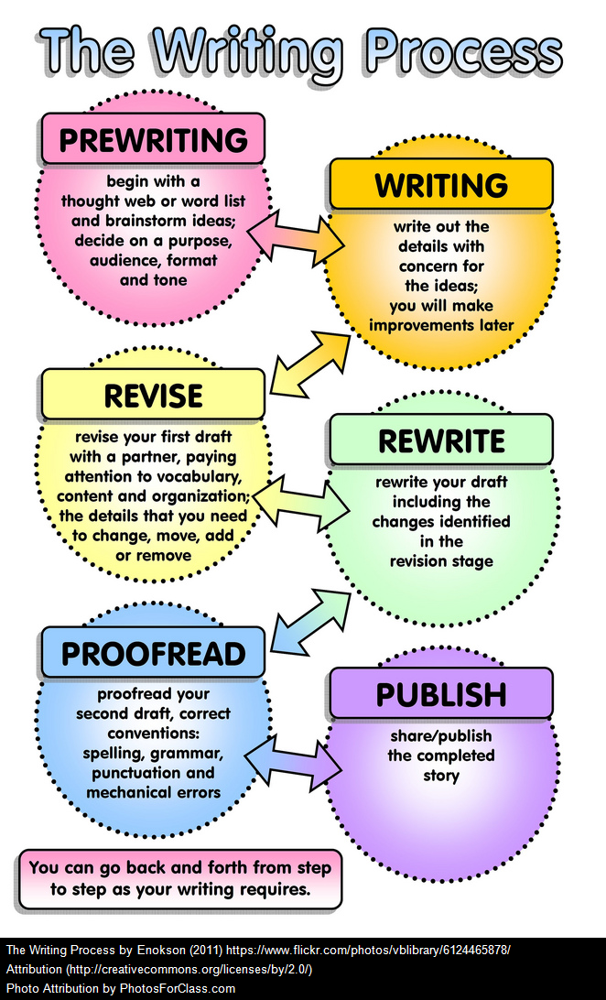 The Writing Process
PREWRITING
begin with a
thought web or word list
and brainstorm ideas;
decide on a purpose,
audience, format
and tone
WRITING
write out the
details with
concern for
the ideas;
you will make
improvements later
REVISE
revise your first draft
with a partner, paying
attention to vocabulary,
content and organization;
the details that you need
to change, move, add
or remove
REWRITE
rewrite your draft
including the
changes identified
in the
revision stage
PROOFREAD
proofread your
second draft, correct
conventions:
spelling, grammar,
punctuation and
mechanical errors
PUBLISH
share/publish
the completed
story
You can go back and forth from step
to step as your writing requires.
The Writing Process by Enokson (2011) https://www.flickr.com/photos/vblibrary/6124465878/
Attribution (http://creativecommons.org/licenses/by/2.0/)
Photo Attribution by PhotosForClass.com